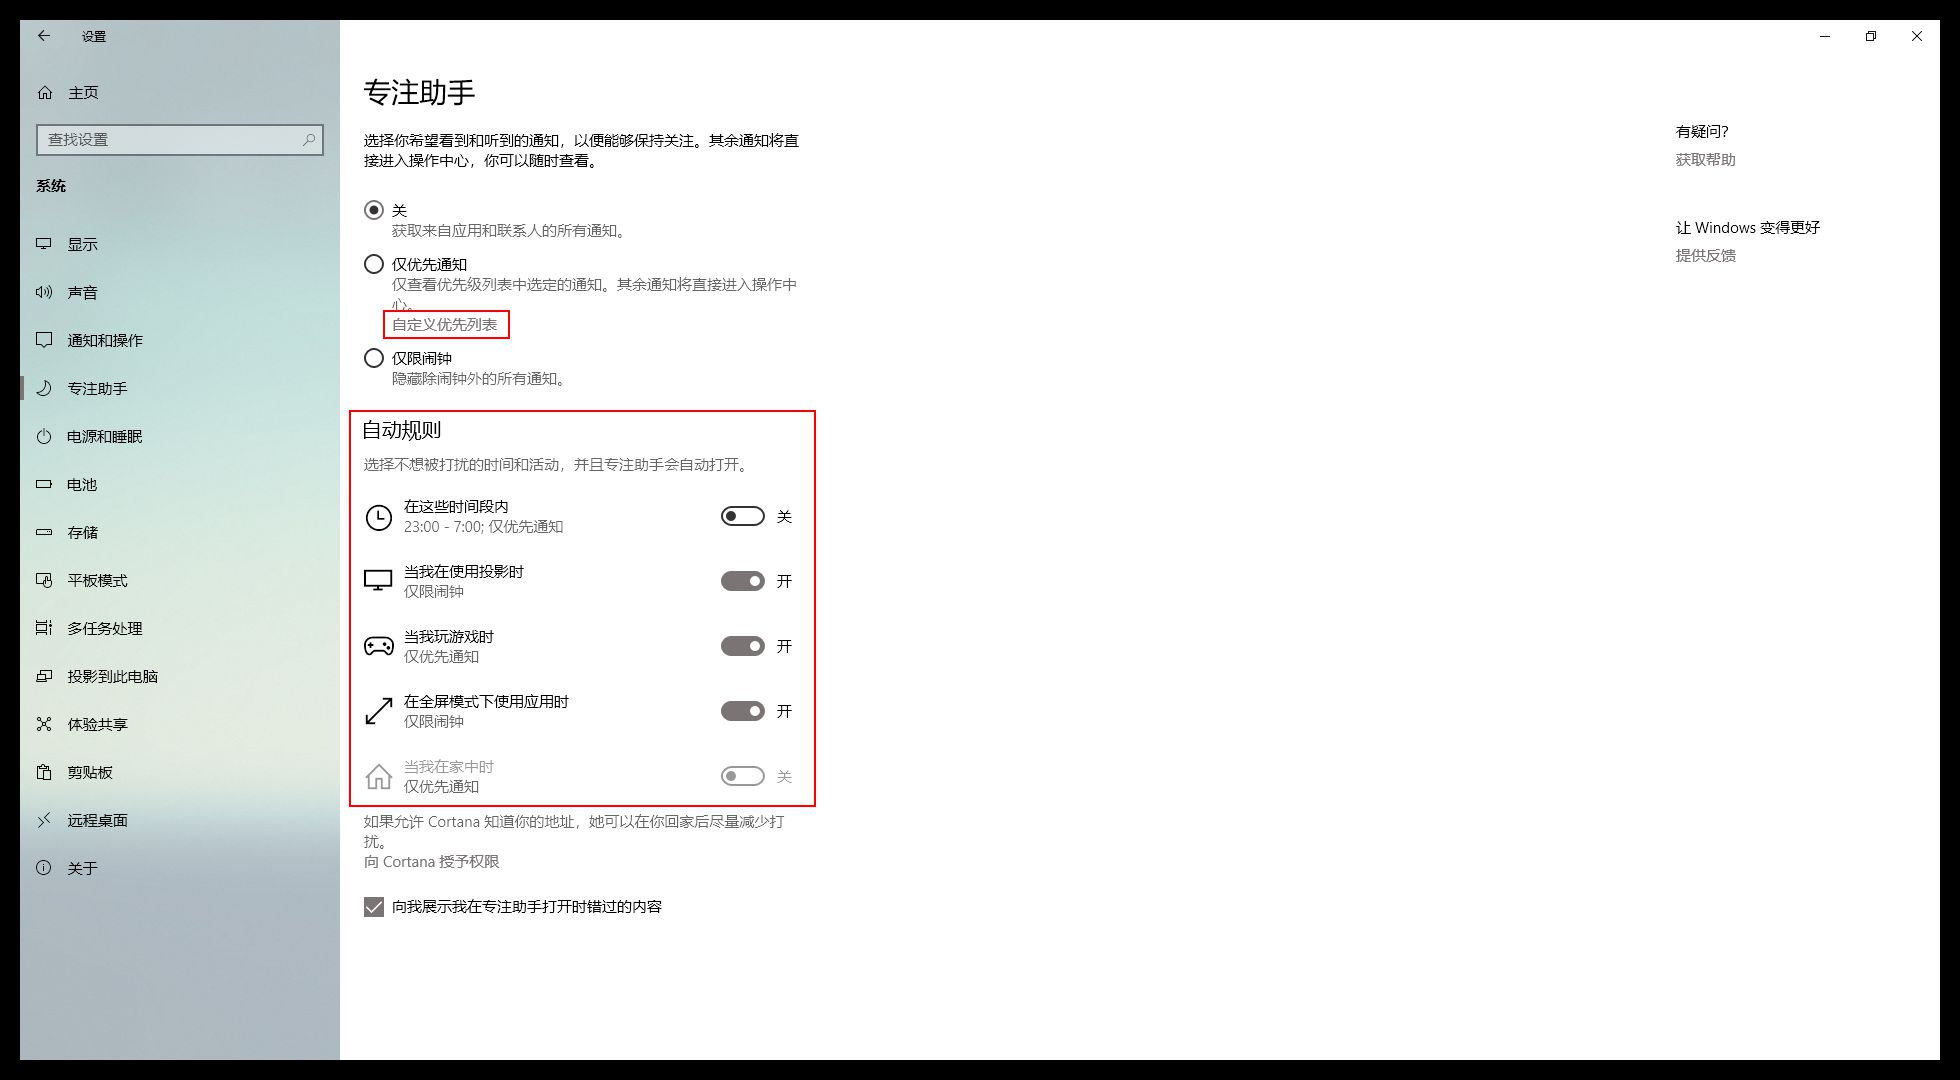 设置
主页
查找设置
系统
显示
声音
通知和操作
专注助手
电源和睡眠
电池
存储
平板模式
多任务处理
投影到此电脑
体验共享
剪贴板
远程桌面
关于
专注助手
选择你希望看到和听到的通知，以便能够保持关注。其余通知将直
接进入操作中心，你可以随时查看。
关
获取来自应用和联系人的所有通知。
仅优先通知
仅查看优先级列表中选定的通知。其余通知将直接进入操作中
心。
自定义优先列表
仅限闹钟
隐藏除闹钟外的所有通知。
自动规则
选择不想被打扰的时间和活动，并且专注助手会自动打开。
在这些时间段内
23:00 - 7:00; 仅优先通知
关
当我在使用投影时
仅限闹钟
开
当我玩游戏时
仅优先通知
开
在全屏模式下使用应用时
仅限闹钟
开
当我在家中时
仅优先通知
关
如果允许 Cortana 知道你的地址，她可以在你回家后尽量减少打
扰。
向 Cortana 授予权限
向我展示我在专注助手打开时错过的内容
有疑问?
获取帮助
让 Windows 变得更好
提供反馈